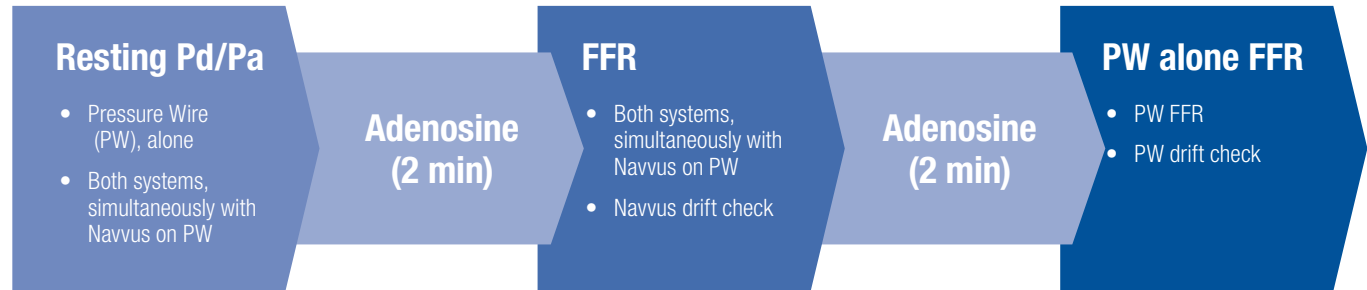 Resting Pd/Pa
• Pressure Wire
(PW), alone
• Both systems,
simultaneously with
Navvus on PW
Adenosine
(2 min)
FFR
• Both systems,
simultaneously with
Navvus on PW
• Navvus drift check
Adenosine
(2 min)
PW alone FFR
• PW FFR
• PW drift check